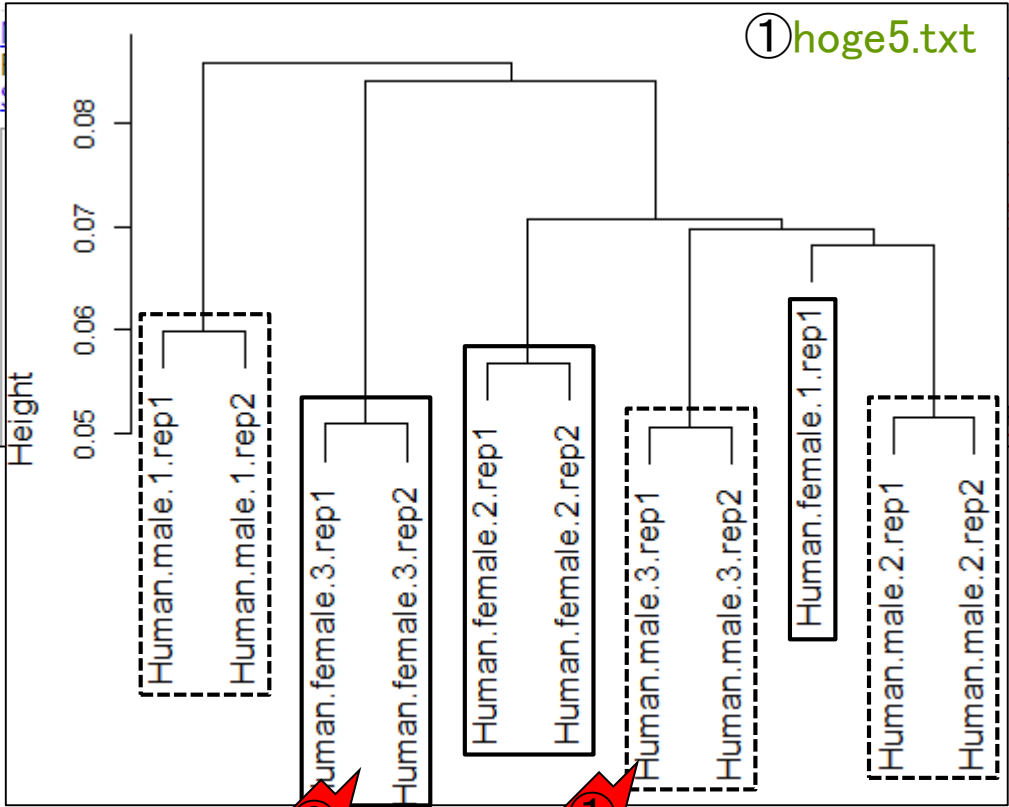 ①hoge5.txt
Height
0.08
0.07
0.06
0.05
Human.male.1.rep1
Human.male.1.rep2
uman.female.3.rep1
Human.female.3.rep2
Human.female.2.rep1
Human.female.2.rep2
Human.male.3.rep1
Human.male.3.rep2
Human.female.1.rep1
Human.male.2.rep1
Human.male.2.rep2
①